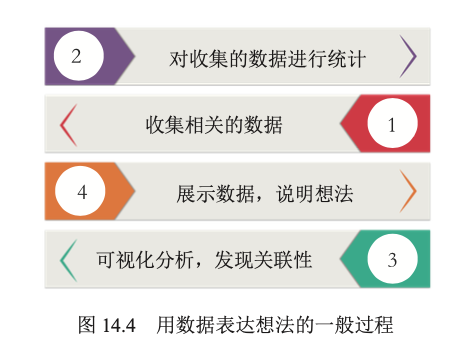 2 对收集的数据进行统计
收集相关的数据 1
4 展示数据，说明想法
可视化分析，发现关联性 3
图 14.4 用数据表达想法的一般过程